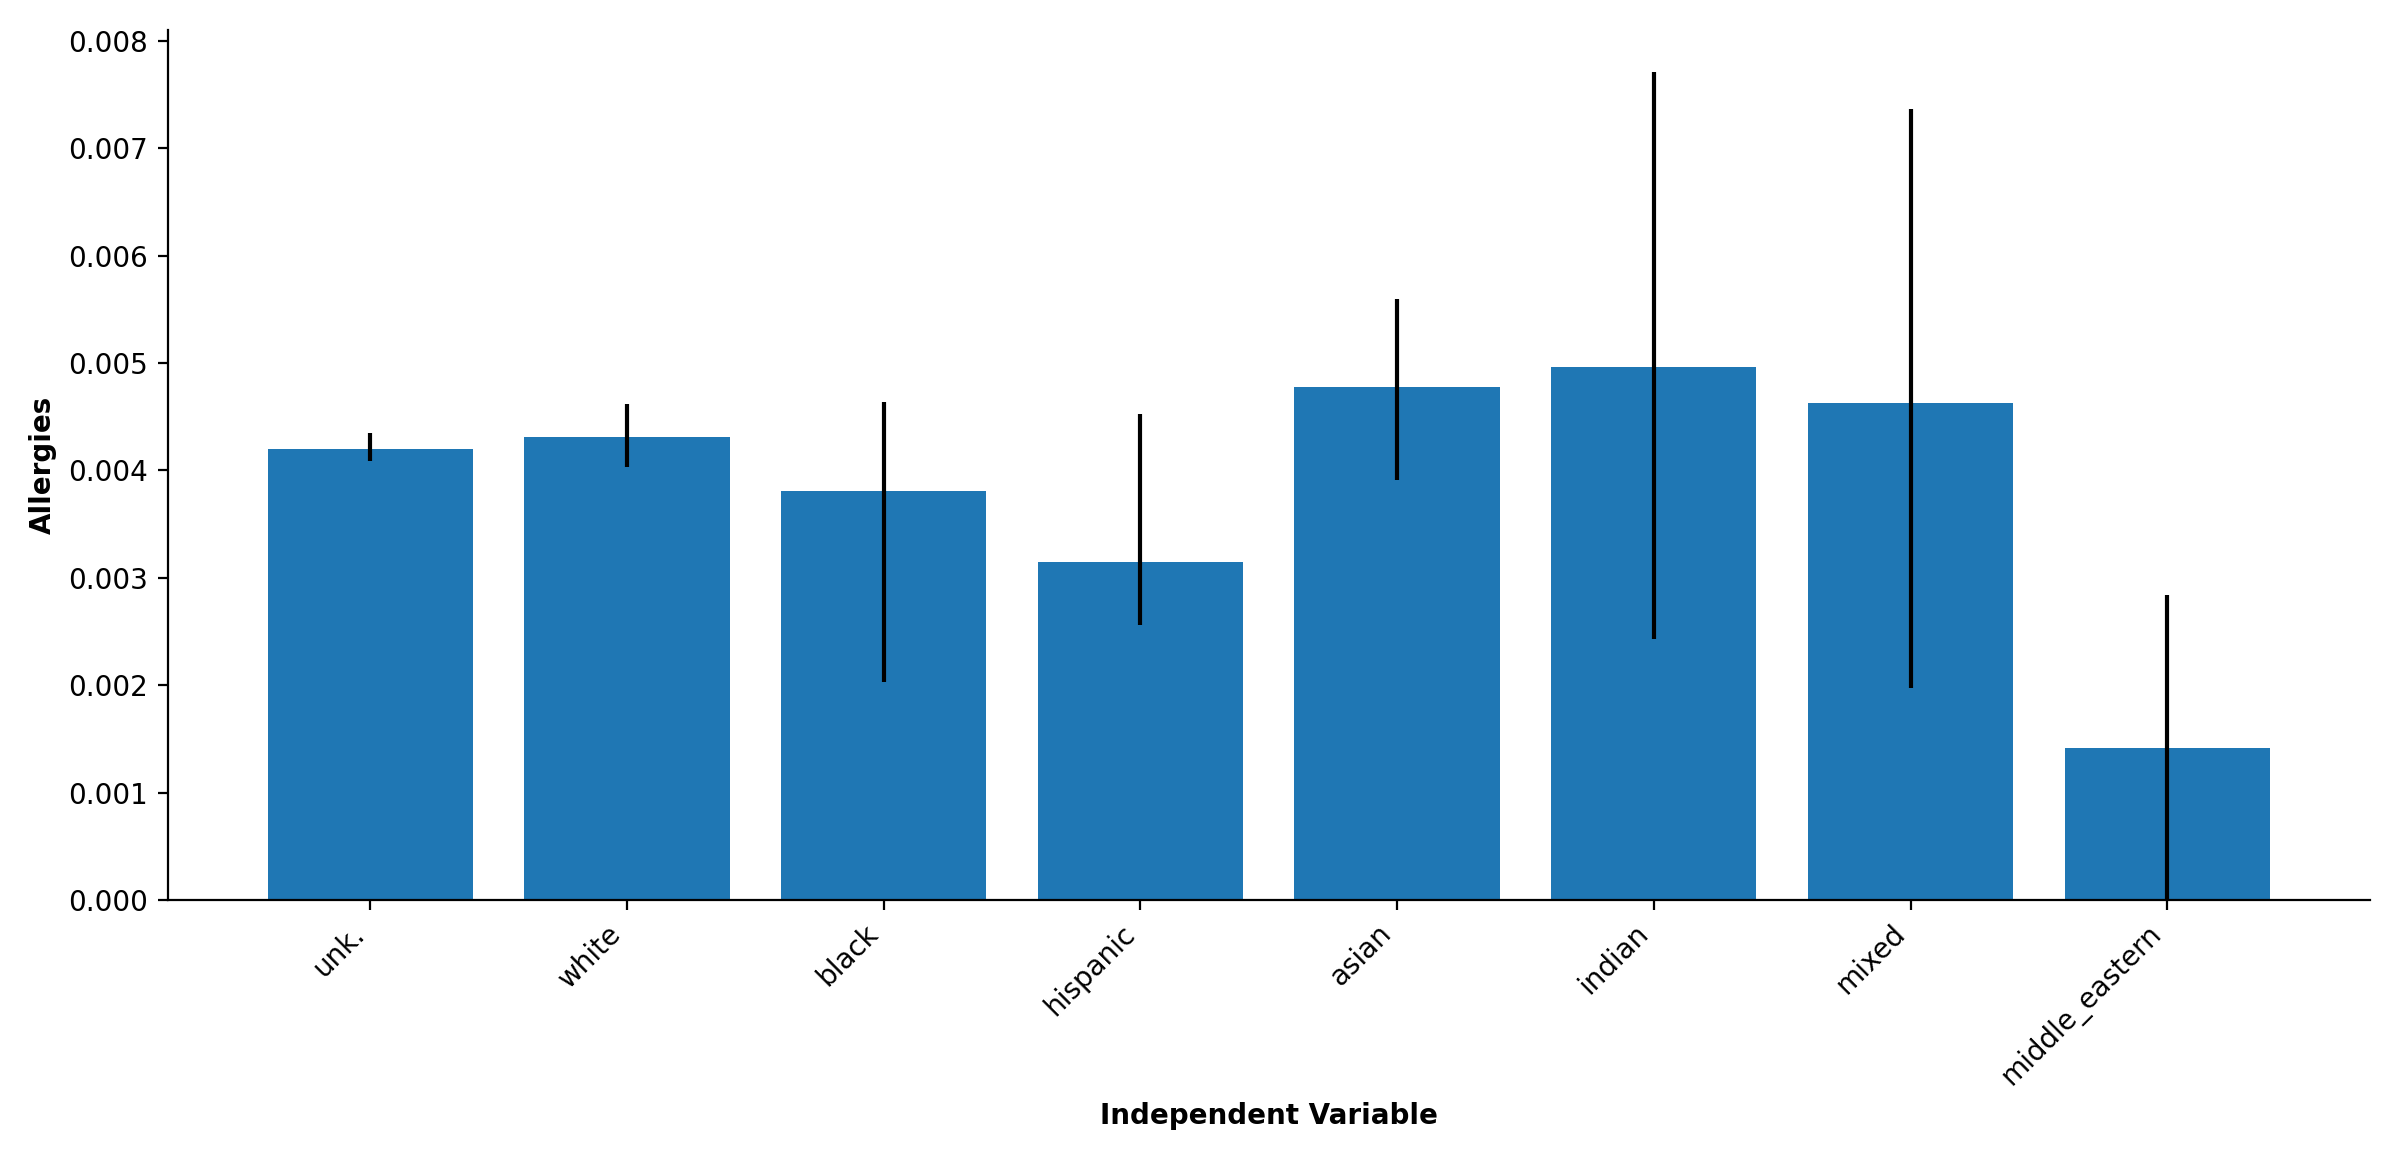 0.008
0.007
0.006
0.005
0.004
0.003
0.002
0.001
0.000
Allergies
unk.
white
black
hispanic
asian
indian
mixed
middle_eastern
Independent Variable